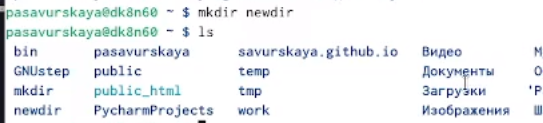 pasavurskaya@dk8n60 ~ $ mkdir newdir
pasavurskaya@dk8n60 ~ $ ls
bin pasavurskaya savurskaya.github.io Видео М
GNUstep public temp Документы О
mkdir public_html tmp Загрузки 'Р
newdir PycharmProjects work Изображения Ш